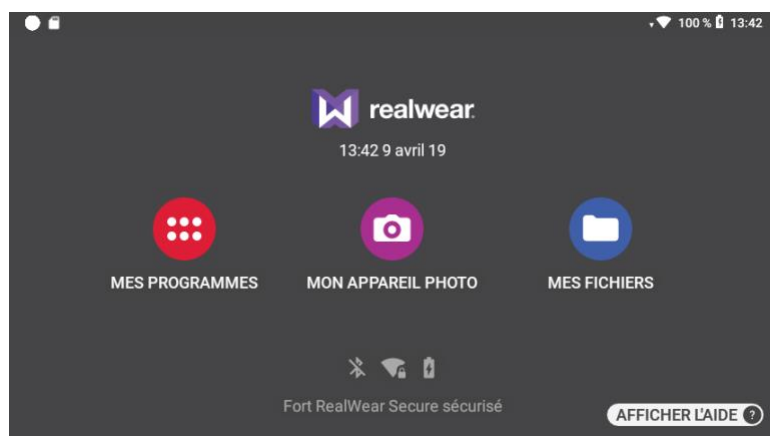 100 % 13:42
realwear.
13:42 9 avril 19
MES PROGRAMMES MON APPAREIL PHOTO MES FICHIERS
Fort RealWear Secure sécurisé
AFFICHER L'AIDE ?